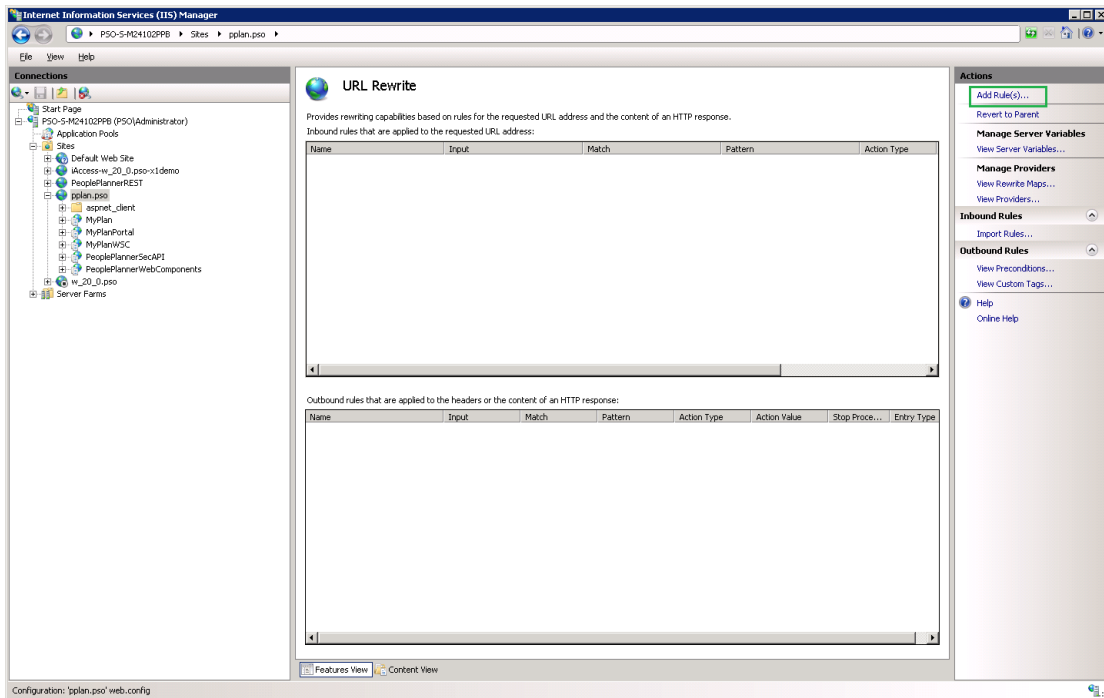 Internet Information Services (IIS) Manager
PSO-S-M24102PPB
Sites
pplan.pso
File View Help
Connections
Start Page
PSO-S-M24102PPB (PSO\Administrator)
Application Pools
Sites
Default Web Site
iAccess-w_20_0.pso-x1demo
PeoplePlannerREST
pplan.pso
aspnet_client
MyPlan
MyPlanPortal
MyPlanWSC
PeoplePlannerSecAPI
PeoplePlannerWebComponents
w_20_0.pso
Server Farms
URL Rewrite
Provides rewriting capabilities based on rules for the requested URL address and the content of an HTTP response.
Inbound rules that are applied to the requested URL address:
Name Input Match Pattern Action Type
Outbound rules that are applied to the headers or the content of an HTTP response:
Name Input Match Pattern Action Type Action Value Stop Proce... Entry Type
Features View Content View
Actions
Add Rule(s)...
Revert to Parent
Manage Server Variables
View Server Variables...
Manage Providers
View Rewrite Maps...
View Providers...
Inbound Rules
Import Rules...
Outbound Rules
View Preconditions...
View Custom Tags...
Help
Online Help
Configuration: 'pplan.pso' web.config